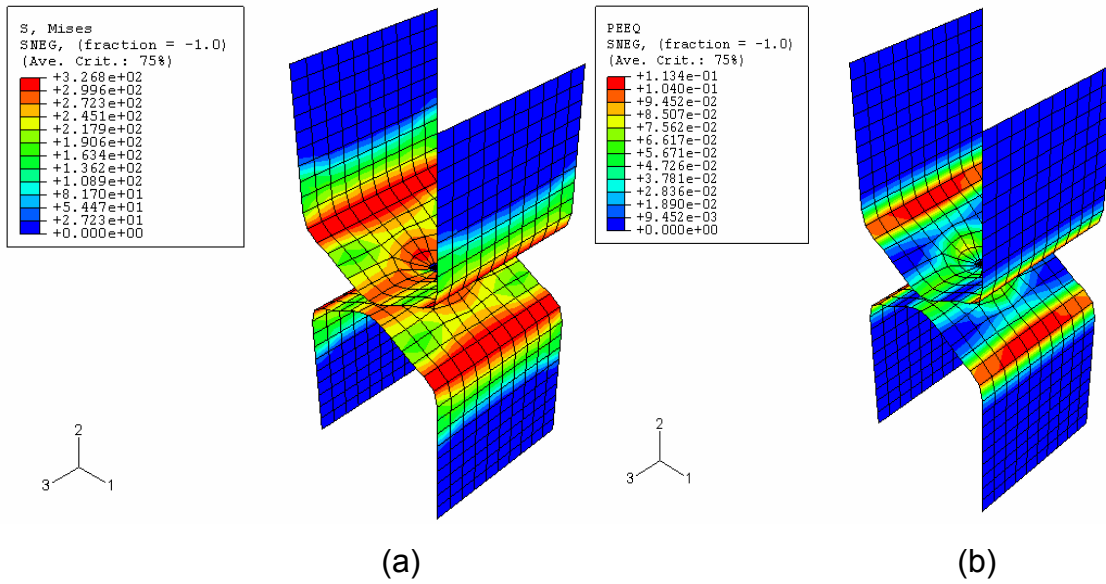 S, Mises
SNEG, (fraction = -1.0)
(Ave. Crit.: 75%)
+3.268e+02
+2.996e+02
+2.723e+02
+2.451e+02
+2.179e+02
+1.906e+02
+1.634e+02
+1.362e+02
+1.089e+02
+8.170e+01
+5.447e+01
+2.723e+01
+0.000e+00
PEEQ
SNEG, (fraction = -1.0)
(Ave. Crit.: 75%)
+1.134e-01
+1.040e-01
+9.452e-02
+8.507e-02
+7.562e-02
+6.617e-02
+5.671e-02
+4.726e-02
+3.781e-02
+2.836e-02
+1.890e-02
+9.452e-03
+0.000e+00
2
3
1
2
3
1
(a)
(b)